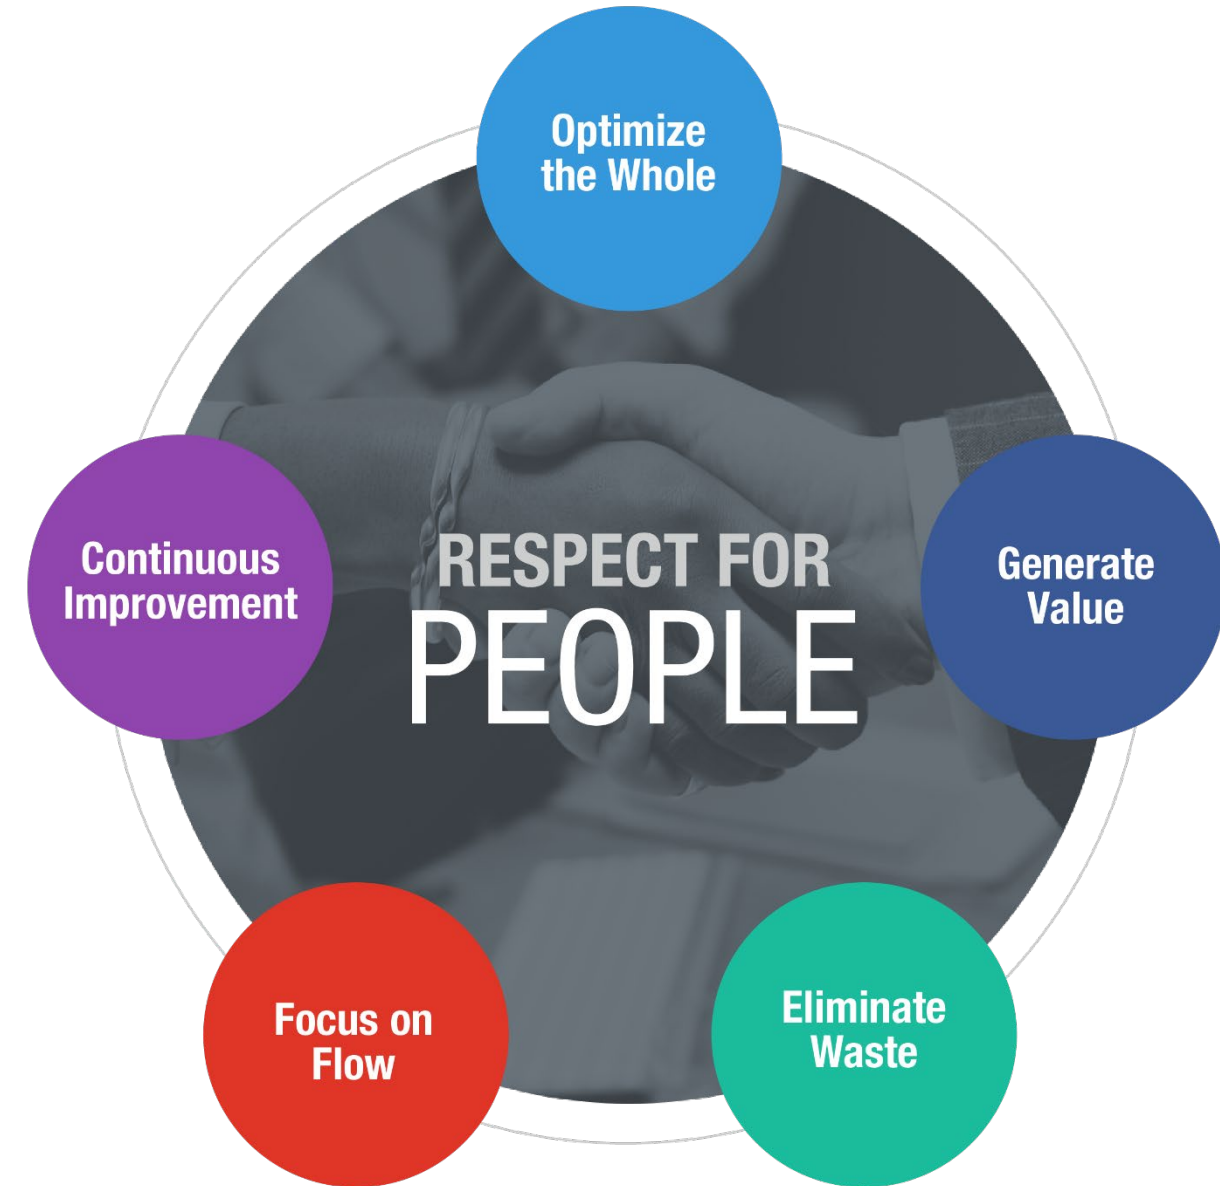 Optimize
the Whole
Continuous
Improvement
RESPECT FOR
PEOPLE
Generate
Value
Focus on
Flow
Eliminate
Waste